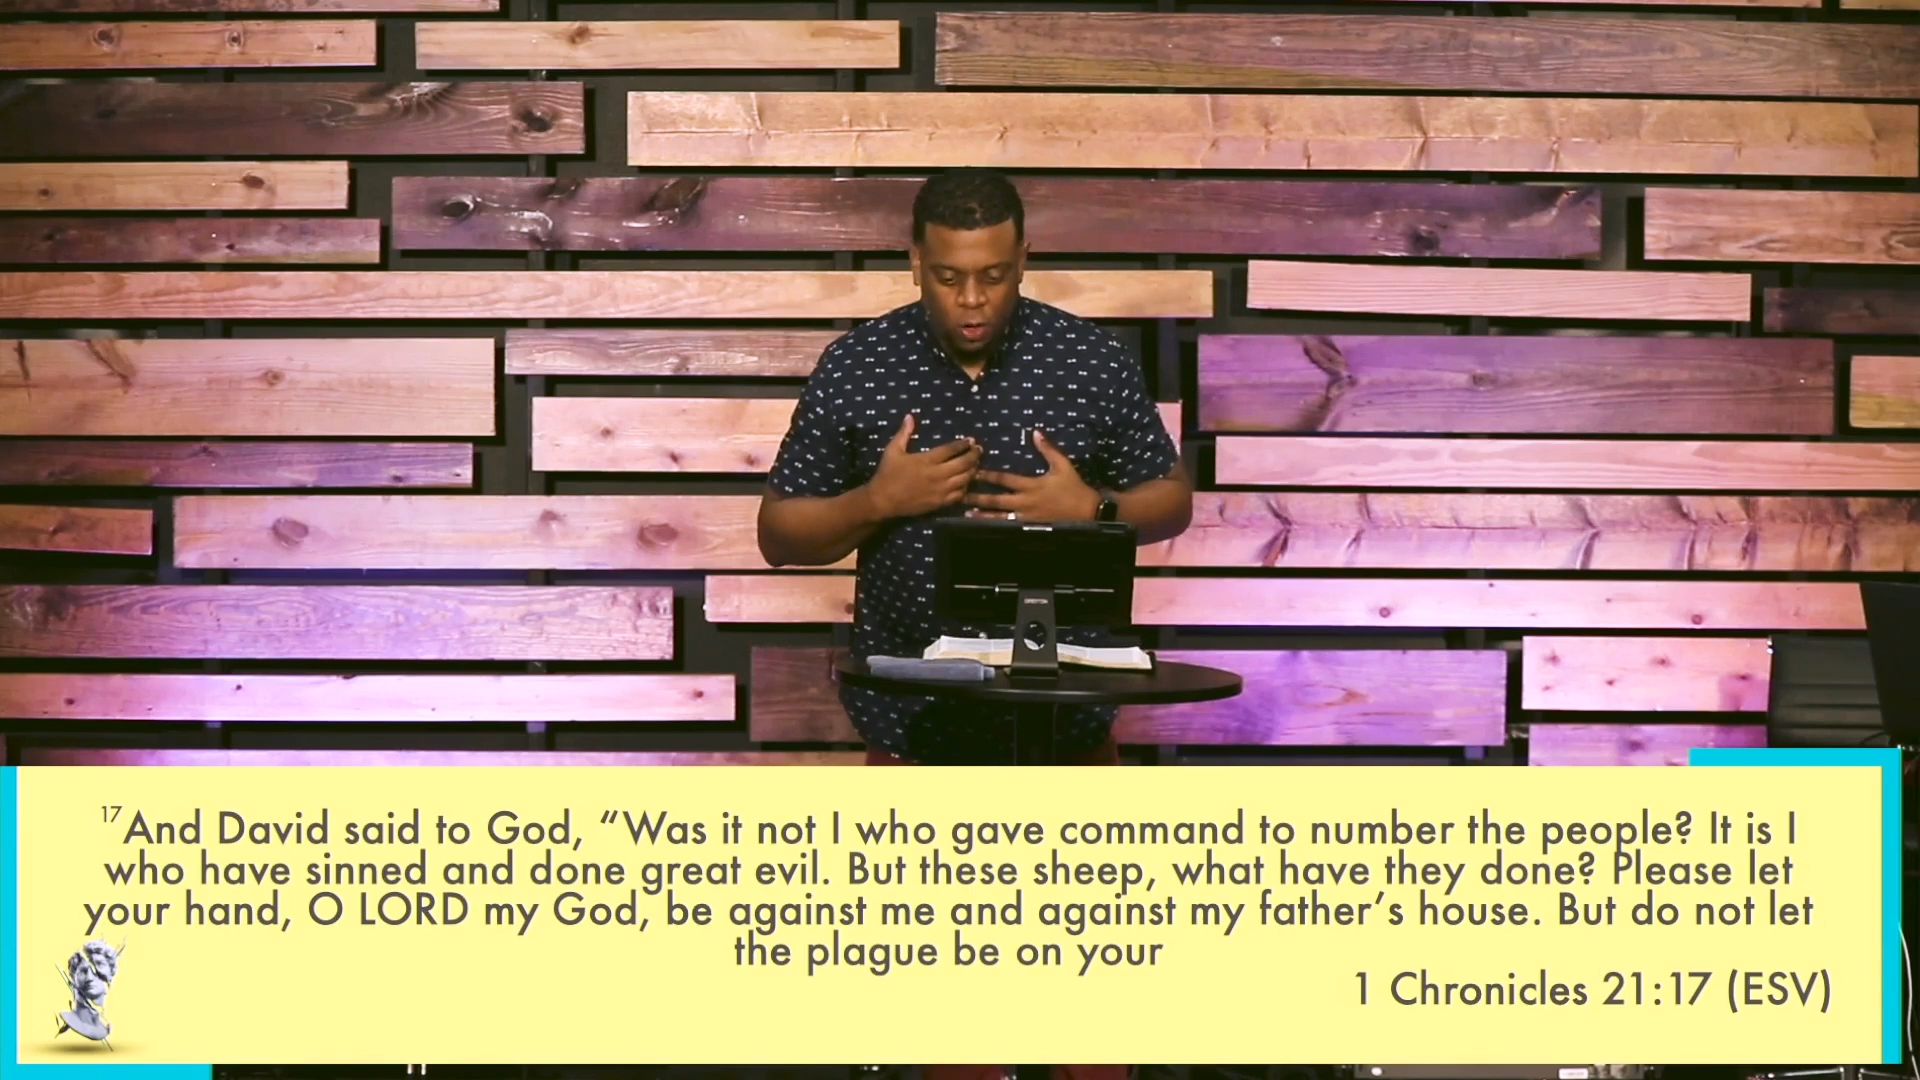 17And David said to God, “Was it not I who gave command to number the people? It is I
who have sinned and done great evil. But these sheep, what have they done? Please let
your hand, O LORD my God, be against me and against my father’s house. But do not let
the plague be on your
1 Chronicles 21:17 (ESV)